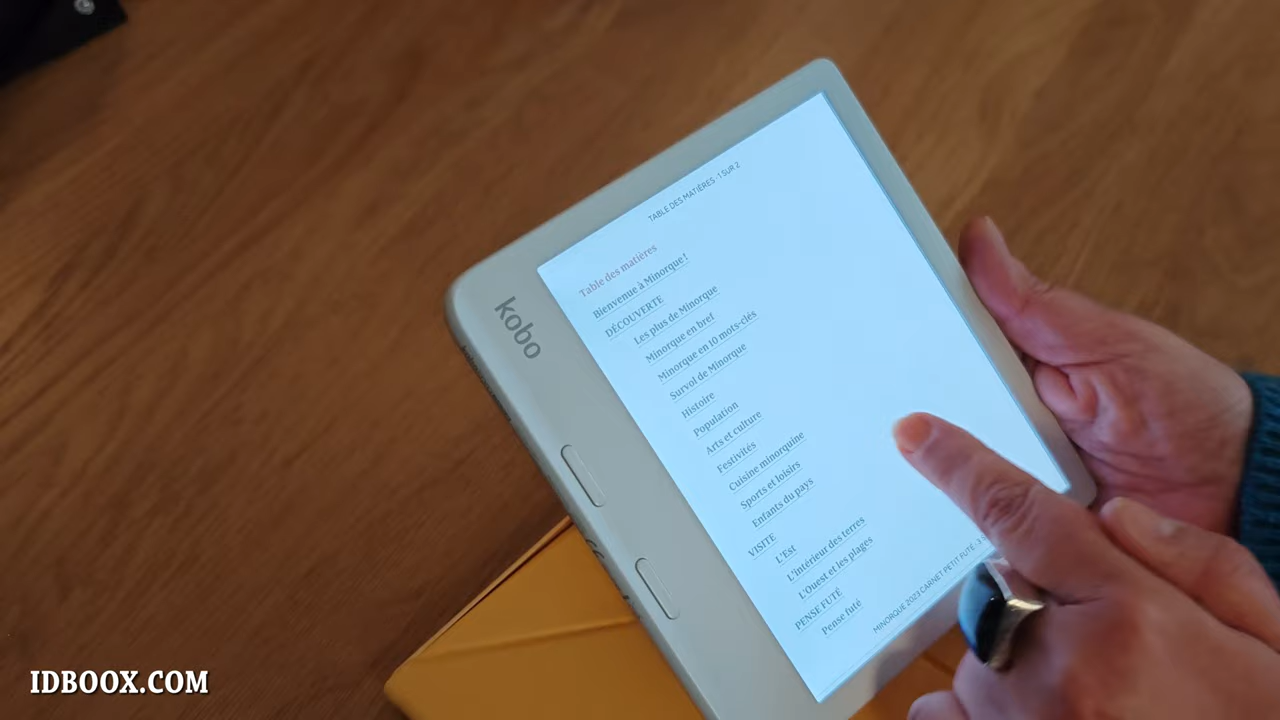 TABLE DES MATIÈRES · 1 SUR 2
Table des matières
Bienvenue à Minorque !
DÉCOUVERTE
Les plus de Minorque
Minorque en bref
Minorque en 10 mots-clés
Survol de Minorque
Histoire
Population
Arts et culture
Festivités
Cuisine minorquine
Sports et loisirs
Enfants du pays
VISITE
L'Est
L'intérieur des terres
L'Ouest et les plages
PENSE FUTÉ
Pense futé
MINORQUE 2023 CARNET PETIT FUTÉ · 3
kobo
IDBOOX.COM